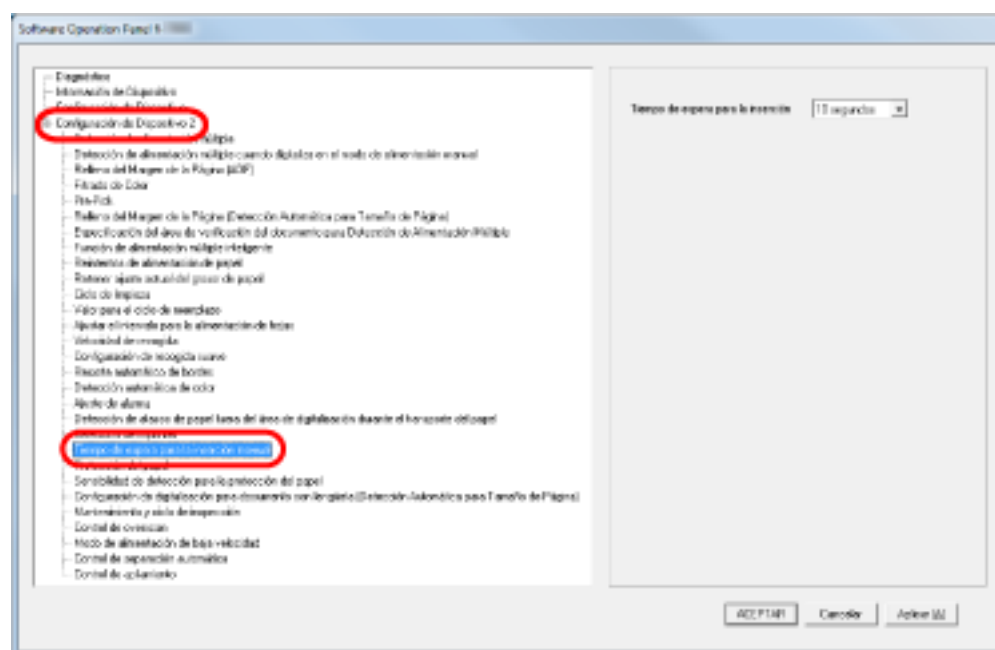 Software Operation Panel fi-
Diagnóstico
Información de Dispositivo
Configuración de Dispositivo 2
múltiple
Detección de alimentación múltiple cuando digitaliza en el modo de alimentación manual
Relleno del Margen de la Página (ADF)
Filtrado de Color
Pre-Pick
Relleno del Margen de la Página (Detección Automática para Tamaño de Página)
Especificación del área de verificación del documento para Detección de Alimentación Múltiple
Función de alimentación múltiple inteligente
Reintentos de alimentación de papel
Retener ajuste actual del grosor de papel
Ciclo de limpieza
Valor para el ciclo de reemplazo
Ajustar el intervalo para la alimentación de hojas
Velocidad de recogida
Configuración de recogida suave
Recorte automático de bordes
Detección automática de color
Ajuste de alarma
Detección de atasco de papel fuera del área de digitalización durante el transporte del papel
Tiempo de espera para la inserción manual
Sensibilidad de detección para la protección del papel
Configuración de digitalización para documento con lengüeta (Detección Automática para Tamaño de Página)
Mantenimiento y ciclo de inspección
Control de overscan
Modo de alimentación de baja velocidad
Control de separación automática
Control de apilamiento
Tiempo de espera para la inserción
10 segundos
ACEPTAR
Cancelar
Aplicar (A)